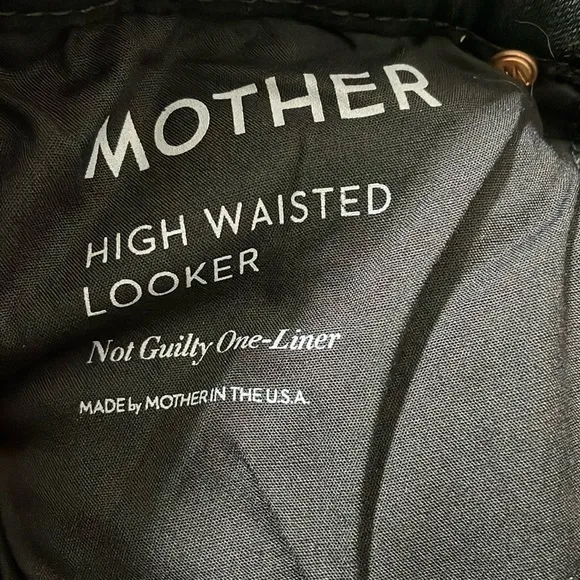 MOTHER
HIGH WAISTED
LOOKER
Not Guilty One-Liner
MADE by MOTHER IN THE U.S.A.